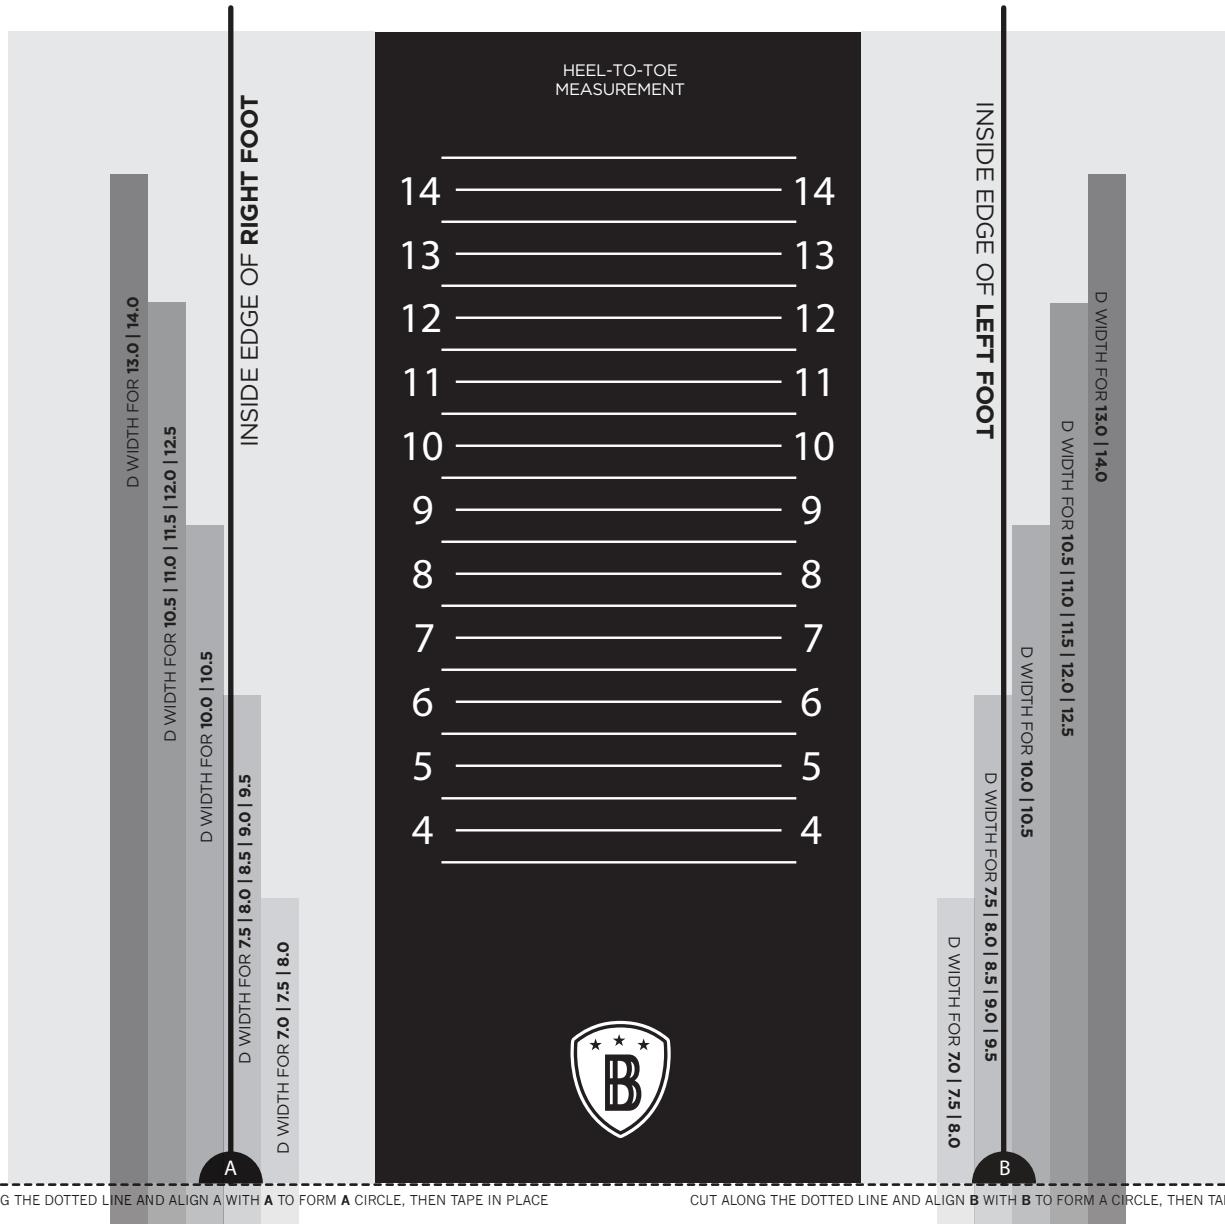 HEEL-TO-TOE
MEASUREMENT
INSIDE EDGE OF RIGHT FOOT
D WIDTH FOR 13.0 | 14.0
D WIDTH FOR 10.5 | 11.0 | 11.5 | 12.0 | 12.5
D WIDTH FOR 10.0 | 10.5
D WIDTH FOR 7.5 | 8.0 | 8.5 | 9.0 | 9.5
D WIDTH FOR 7.0 | 7.5 | 8.0
14 14
13 13
12 12
11 11
10 10
9 9
8 8
7 7
6 6
5 5
4 4
B
INSIDE EDGE OF LEFT FOOT
D WIDTH FOR 7.0 | 7.5 | 8.0
D WIDTH FOR 7.5 | 8.0 | 8.5 | 9.0 | 9.5
D WIDTH FOR 10.0 | 10.5
D WIDTH FOR 10.5 | 11.0 | 11.5 | 12.0 | 12.5
D WIDTH FOR 13.0 | 14.0
A
B
G THE DOTTED LINE AND ALIGN A WITH A TO FORM A CIRCLE, THEN TAPE IN PLACE
CUT ALONG THE DOTTED LINE AND ALIGN B WITH B TO FORM A CIRCLE, THEN TA